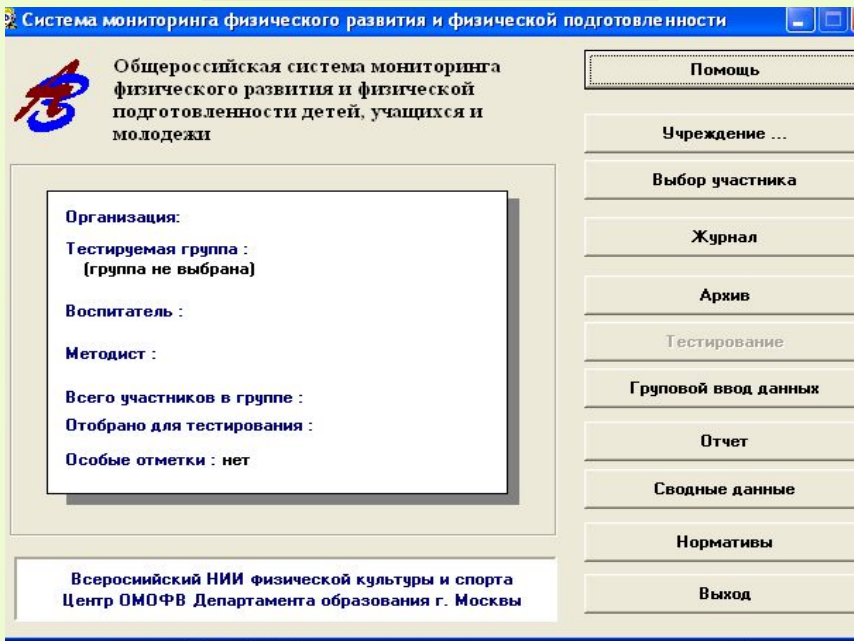 Система мониторинга физического развития и физической подготовленности
Общероссийская система мониторинга
физического развития и физической
подготовленности детей, учащихся и
молодежи
Организация:
Тестируемая группа :
(группа не выбрана)
Воспитатель :
Методист :
Всего участников в группе :
Отобрано для тестирования :
Особые отметки : нет
Всеросиийский НИИ физической культуры и спорта
Центр ОМОФВ Департамента образования г. Москвы
Помощь
Учреждение ...
Выбор участника
Журнал
Архив
Тестирование
Груповой ввод данных
Отчет
Сводные данные
Нормативы
Выход